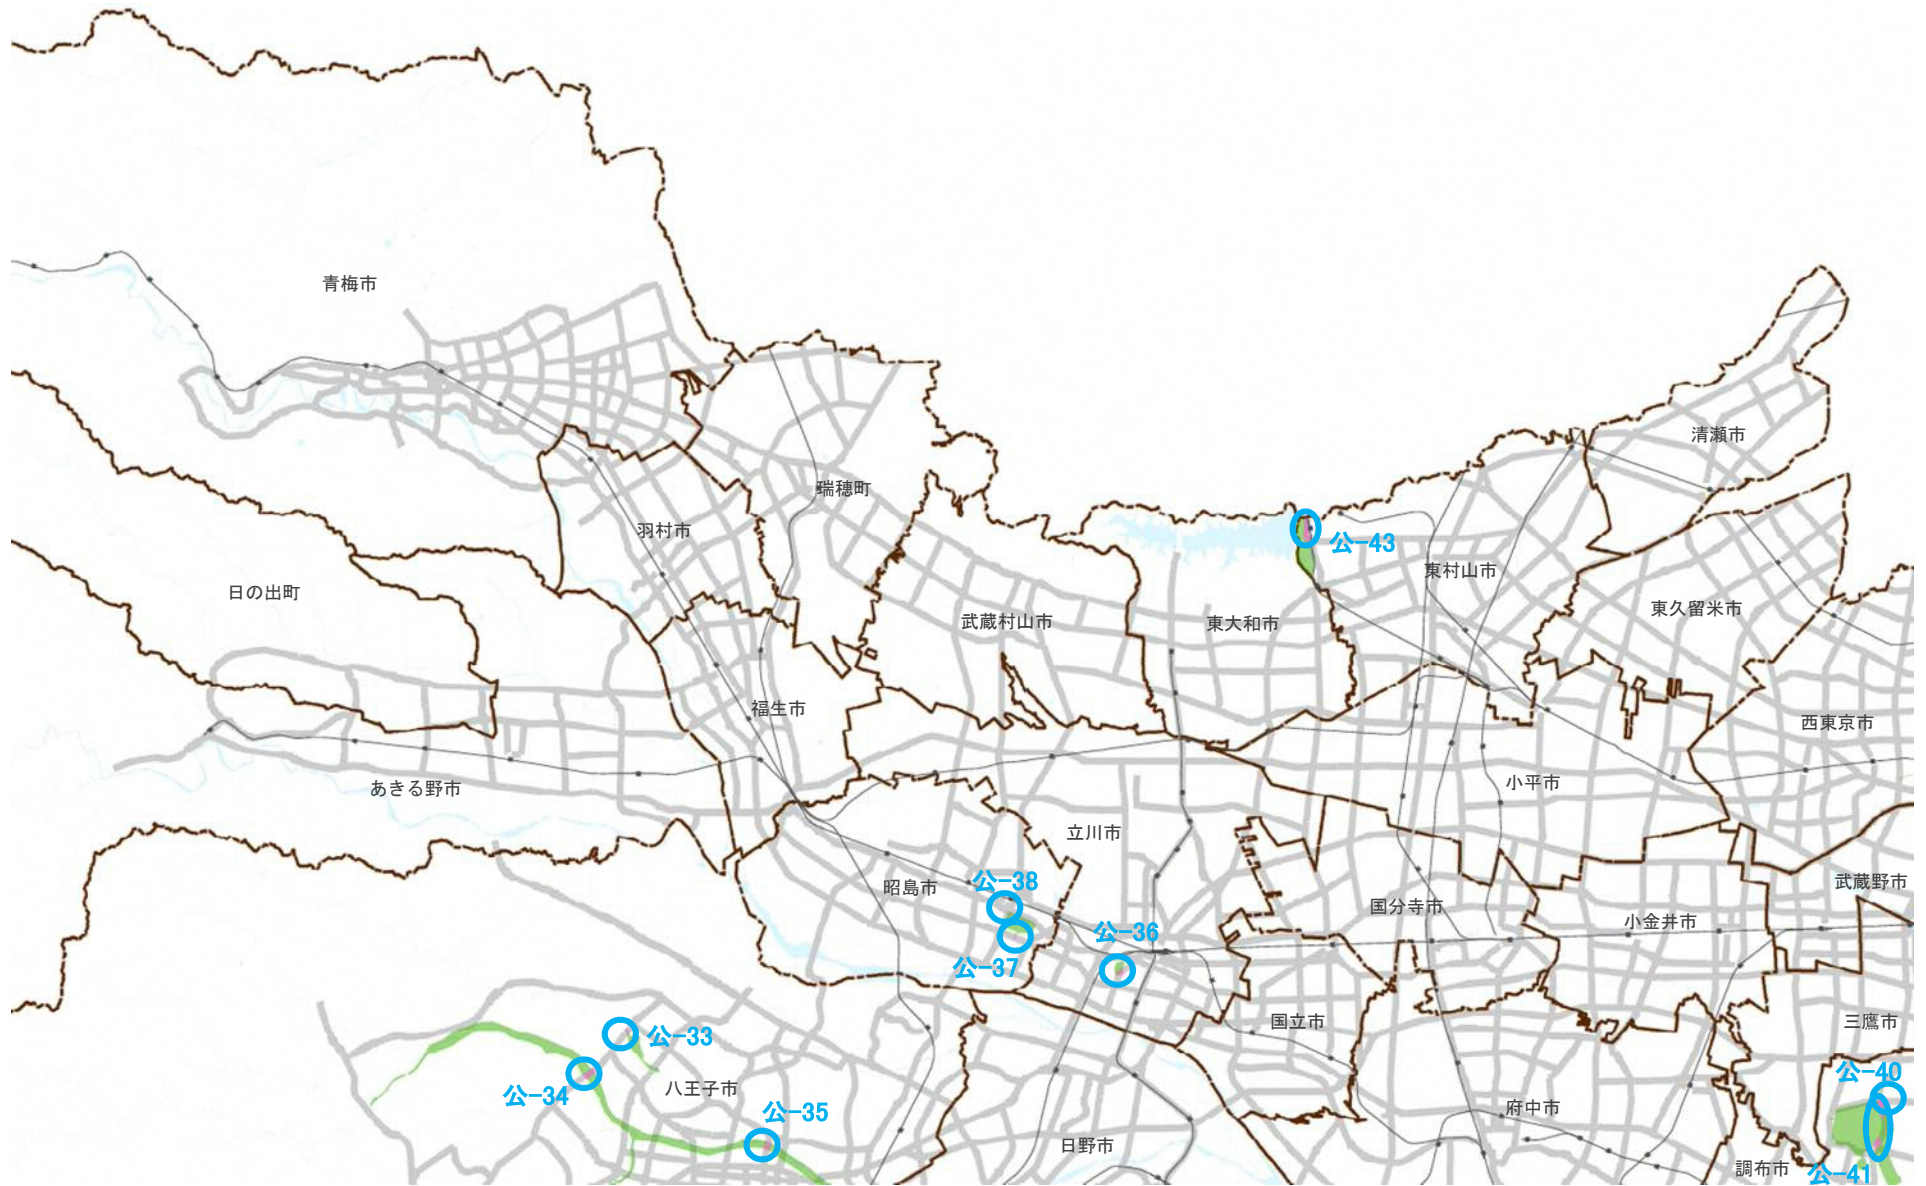 青梅市
清瀬市
瑞穂町
羽村市
公-43
東村山市
日の出町
武蔵村山市
東大和市
東久留米市
福生市
西東京市
あきる野市
小平市
立川市
公-38
昭島市
武蔵野市
国分寺市
小金井市
公-36
公-37
国立市
三鷹市
公-33
公-40
八王子市
公-34
公-35
府中市
日野市
調布市
公-41